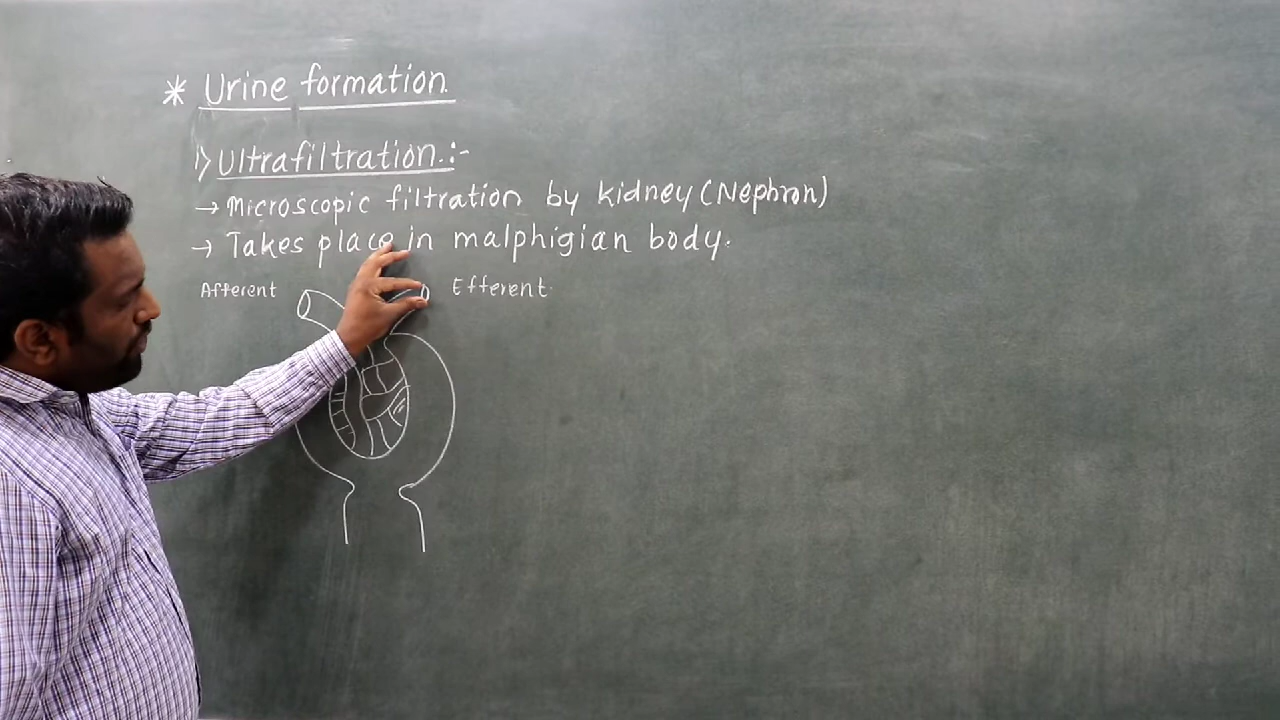 * Urine formation
1) Ultrafiltration :-
→ Microscopic filtration by kidney (Nephron)
→ Takes place in malphigian body.
Afferent Efferent